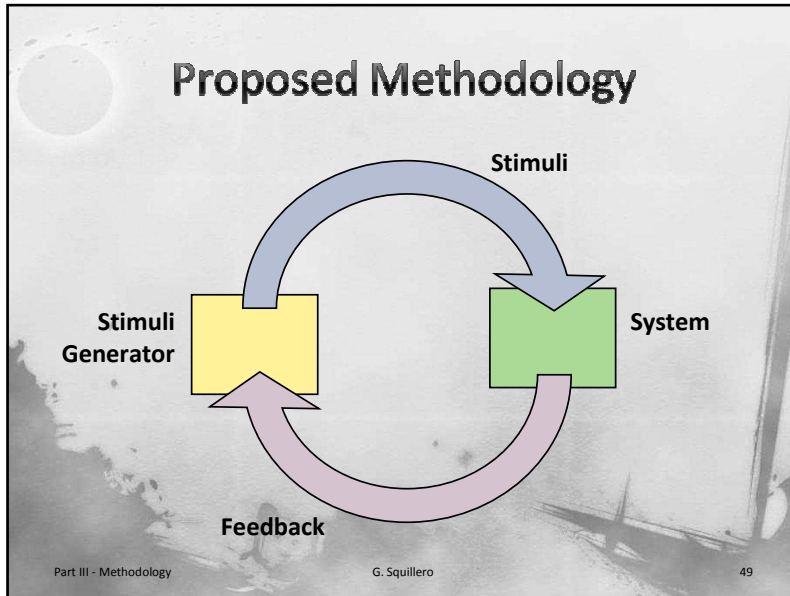 Proposed Methodology
Stimuli
Stimuli
Generator
System
Feedback
Part III - Methodology
G. Squillero
49